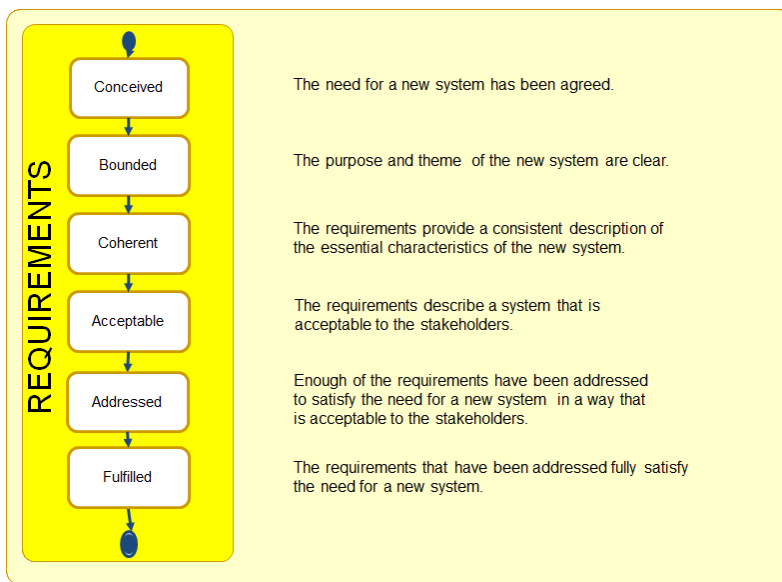 REQUIREMENTS
Conceived
The need for a new system has been agreed.
Bounded
The purpose and theme of the new system are clear.
Coherent
The requirements provide a consistent description of
the essential characteristics of the new system.
Acceptable
The requirements describe a system that is
acceptable to the stakeholders.
Addressed
Enough of the requirements have been addressed
to satisfy the need for a new system in a way that
is acceptable to the stakeholders.
Fulfilled
The requirements that have been addressed fully satisfy
the need for a new system.